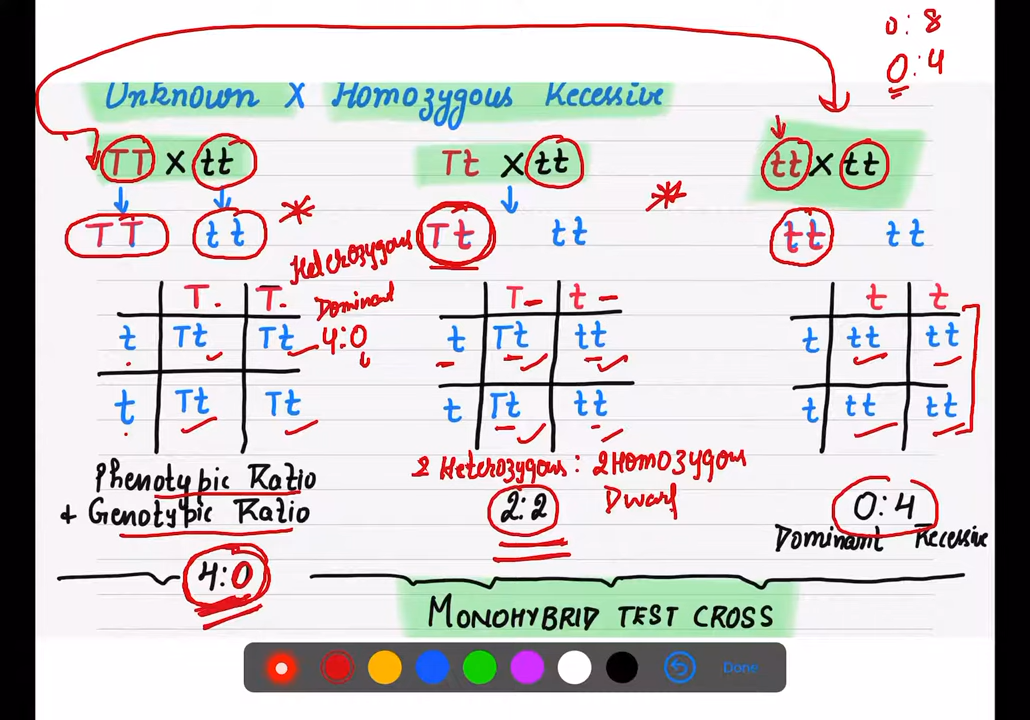 0:8
0:4
Unknown X Homozygous Recessive
TT X tt
Tt X tt
tt X tt
TT tt
Tt tt
tt tt
Heterozygous
Dominant
4:0
T T
t Tt Tt
t Tt Tt
T t
t Tt tt
t Tt tt
t t
t tt tt
t tt tt
Phenotypic Ratio
+ Genotypic Ratio
4:0
2 Heterozygous : 2 Homozygous
Dwarf
2:2
0:4
Dominant Recessive
MONOHYBRID TEST CROSS
Done